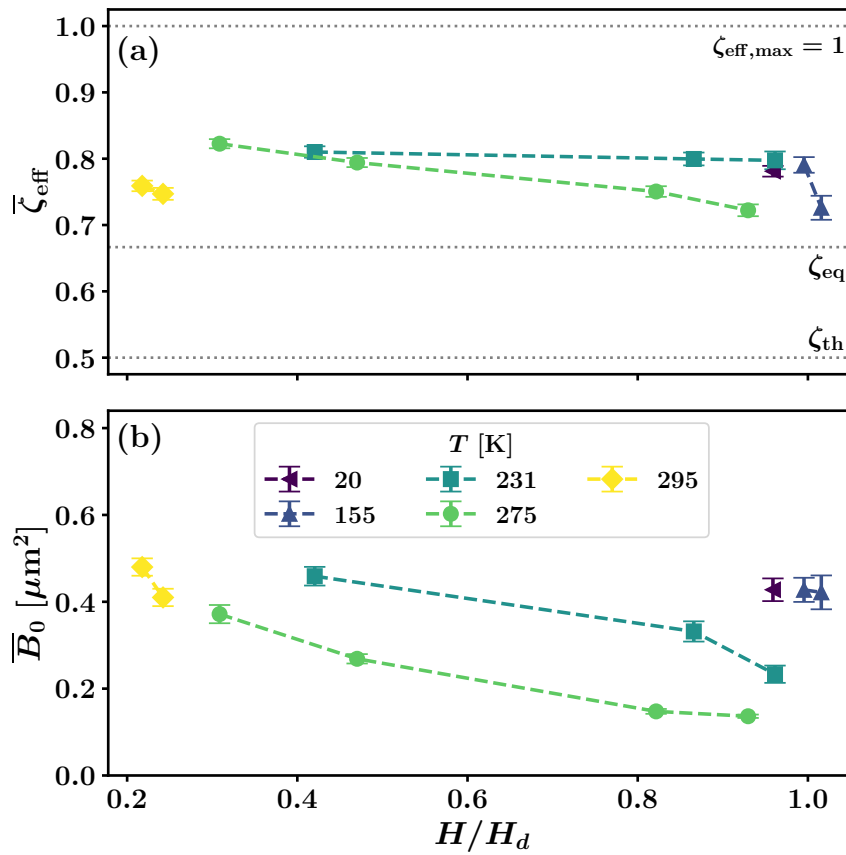 (a)
ζeff,max = 1
1.0
0.9
0.8
0.7
0.6
0.5
ζ̅eff
ζeq
ζth
(b)
T [K]
20 231 295
155 275
0.8
0.6
0.4
0.2
0.0
B̅0 [μm²]
0.2 0.4 0.6 0.8 1.0
H/Hd